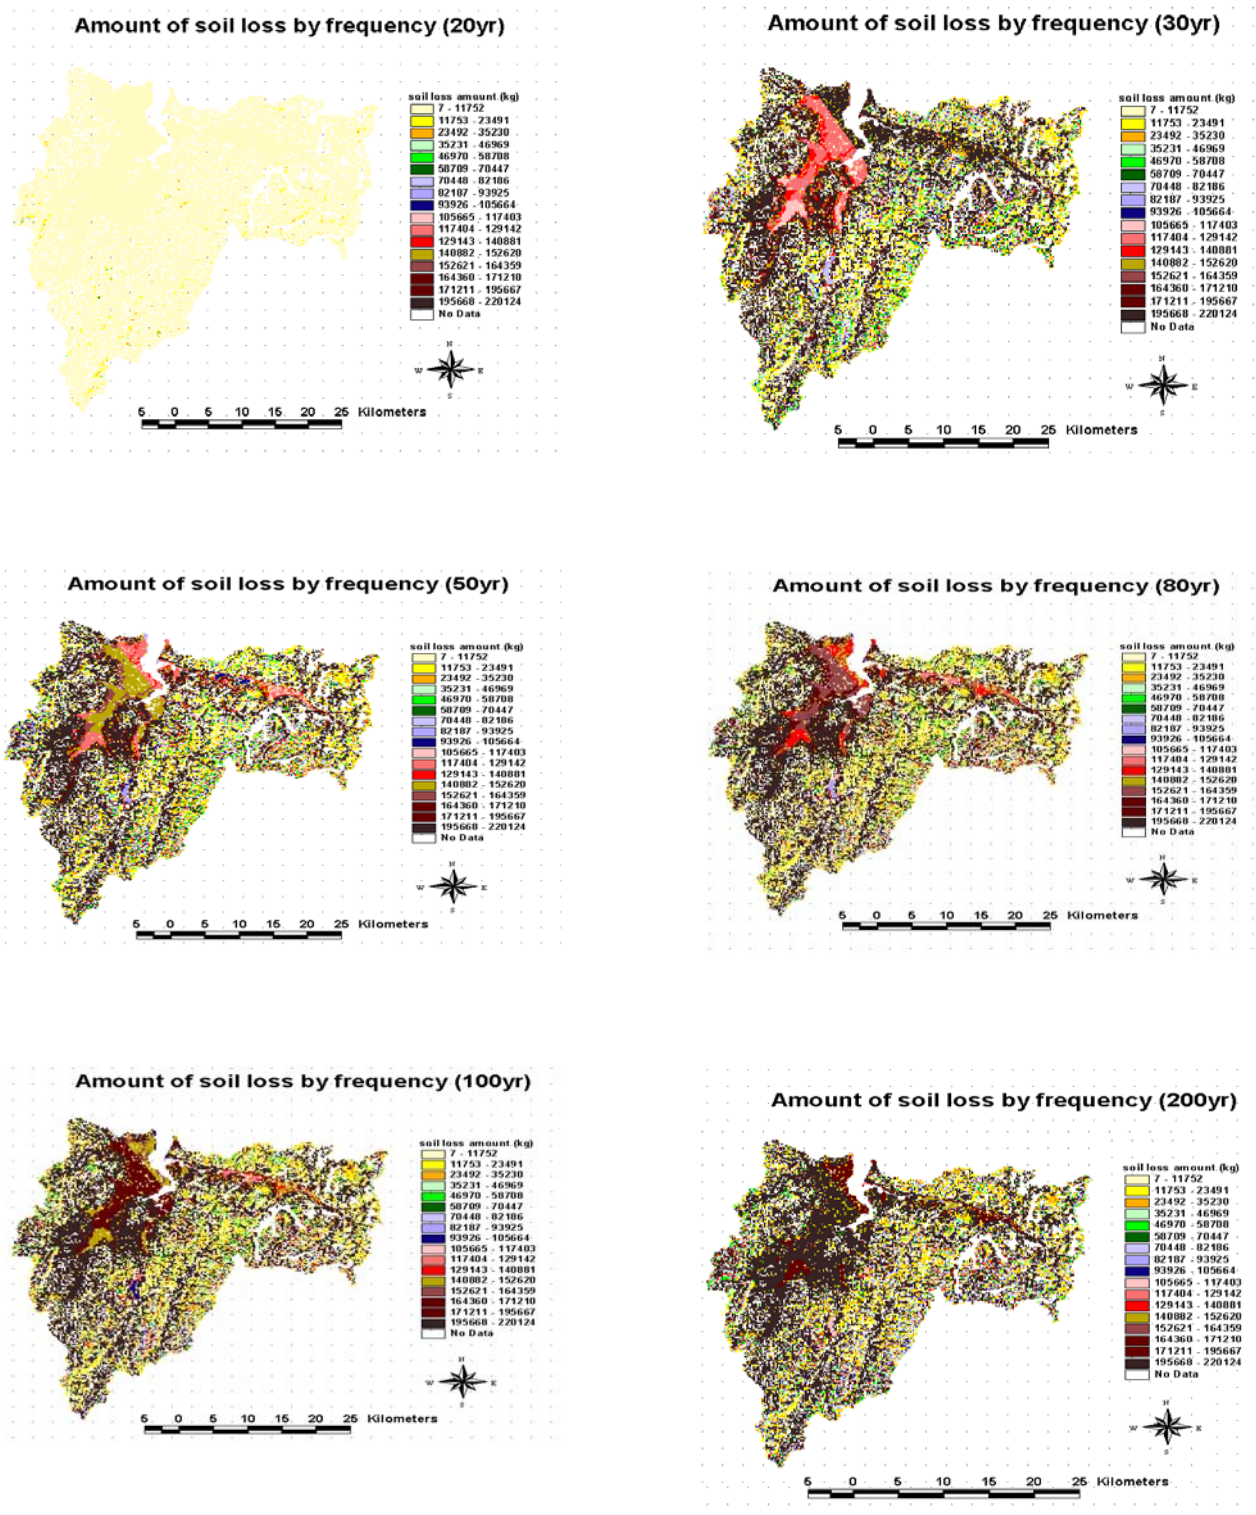 Amount of soil loss by frequency (20yr)
soil loss amount (kg)
7 - 11752
11753 - 23491
23492 - 35230
35231 - 46969
46970 - 58708
58709 - 70447
70448 - 82186
82187 - 93925
93926 - 105664
105665 - 117403
117404 - 129142
129143 - 140881
140882 - 152620
152621 - 164359
164360 - 171210
171211 - 195667
195668 - 220124
No Data
N
W E
S
5 0 5 10 15 20 25 Kilometers
Amount of soil loss by frequency (30yr)
soil loss amount (kg)
7 - 11752
11753 - 23491
23492 - 35230
35231 - 46969
46970 - 58708
58709 - 70447
70448 - 82186
82187 - 93925
93926 - 105664
105665 - 117403
117404 - 129142
129143 - 140881
140882 - 152620
152621 - 164359
164360 - 171210
171211 - 195667
195668 - 220124
No Data
N
W E
S
5 0 5 10 15 20 25 Kilometers
Amount of soil loss by frequency (50yr)
soil loss amount (kg)
7 - 11752
11753 - 23491
23492 - 35230
35231 - 46969
46970 - 58708
58709 - 70447
70448 - 82186
82187 - 93925
93926 - 105664
105665 - 117403
117404 - 129142
129143 - 140881
140882 - 152620
152621 - 164359
164360 - 171210
171211 - 195667
195668 - 220124
No Data
N
W E
S
5 0 5 10 15 20 25 Kilometers
Amount of soil loss by frequency (80yr)
soil loss amount (kg)
7 - 11752
11753 - 23491
23492 - 35230
35231 - 46969
46970 - 58708
58709 - 70447
70448 - 82186
82187 - 93925
93926 - 105664
105665 - 117403
117404 - 129142
129143 - 140881
140882 - 152620
152621 - 164359
164360 - 171210
171211 - 195667
195668 - 220124
No Data
N
W E
S
5 0 5 10 15 20 25 Kilometers
Amount of soil loss by frequency (100yr)
soil loss amount (kg)
7 - 11752
11753 - 23491
23492 - 35230
35231 - 46969
46970 - 58708
58709 - 70447
70448 - 82186
82187 - 93925
93926 - 105664
105665 - 117403
117404 - 129142
129143 - 140881
140882 - 152620
152621 - 164359
164360 - 171210
171211 - 195667
195668 - 220124
No Data
N
W E
S
5 0 5 10 15 20 25 Kilometers
Amount of soil loss by frequency (200yr)
soil loss amount (kg)
7 - 11752
11753 - 23491
23492 - 35230
35231 - 46969
46970 - 58708
58709 - 70447
70448 - 82186
82187 - 93925
93926 - 105664
105665 - 117403
117404 - 129142
129143 - 140881
140882 - 152620
152621 - 164359
164360 - 171210
171211 - 195667
195668 - 220124
No Data
N
W E
S
5 0 5 10 15 20 25 Kilometers